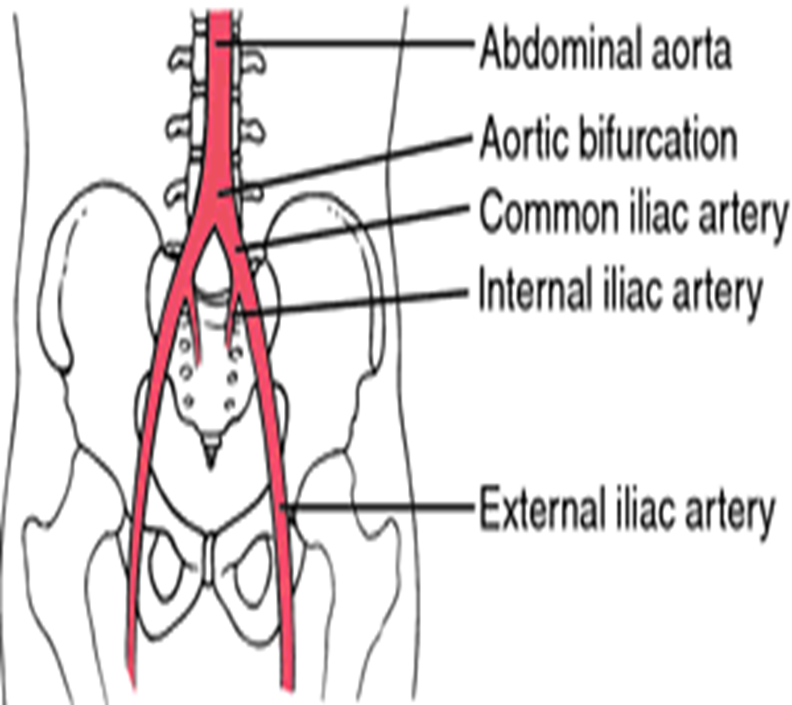 Abdominal aorta
Aortic bifurcation
Common iliac artery
Internal iliac artery
External iliac artery